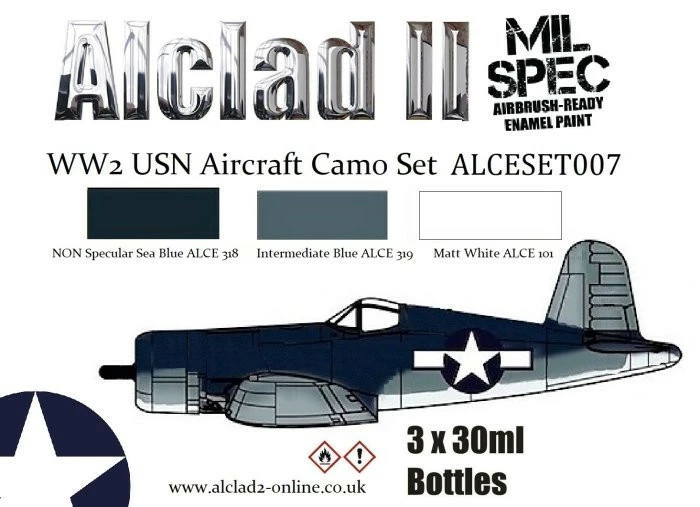 Alclad II
MIL
SPEC
AIRBRUSH-READY
ENAMEL PAINT
WW2 USN Aircraft Camo Set ALCESET007
NON Specular Sea Blue ALCE 318
Intermediate Blue ALCE 319
Matt White ALCE 101
3 x 30ml
Bottles
www.alclad2-online.co.uk